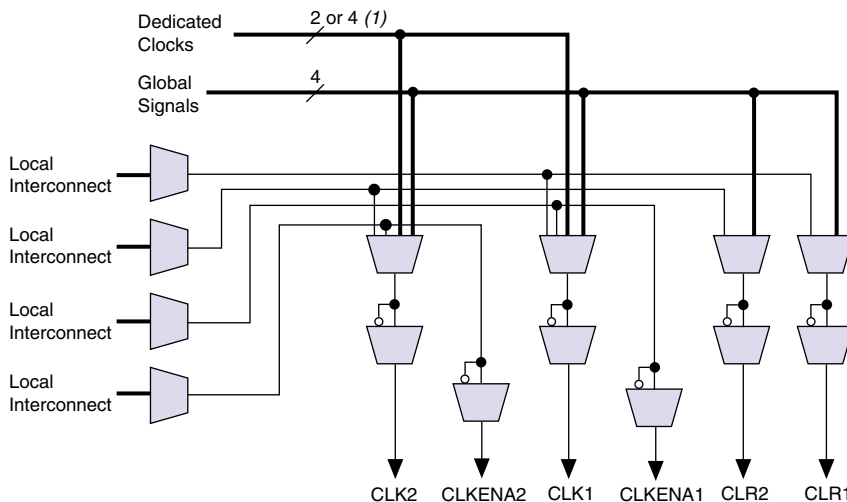 Dedicated
Clocks
2 or 4 (1)
Global
Signals
4
Local
Interconnect
Local
Interconnect
Local
Interconnect
Local
Interconnect
CLK2
CLKENA2
CLK1
CLKENA1
CLR2
CLR1